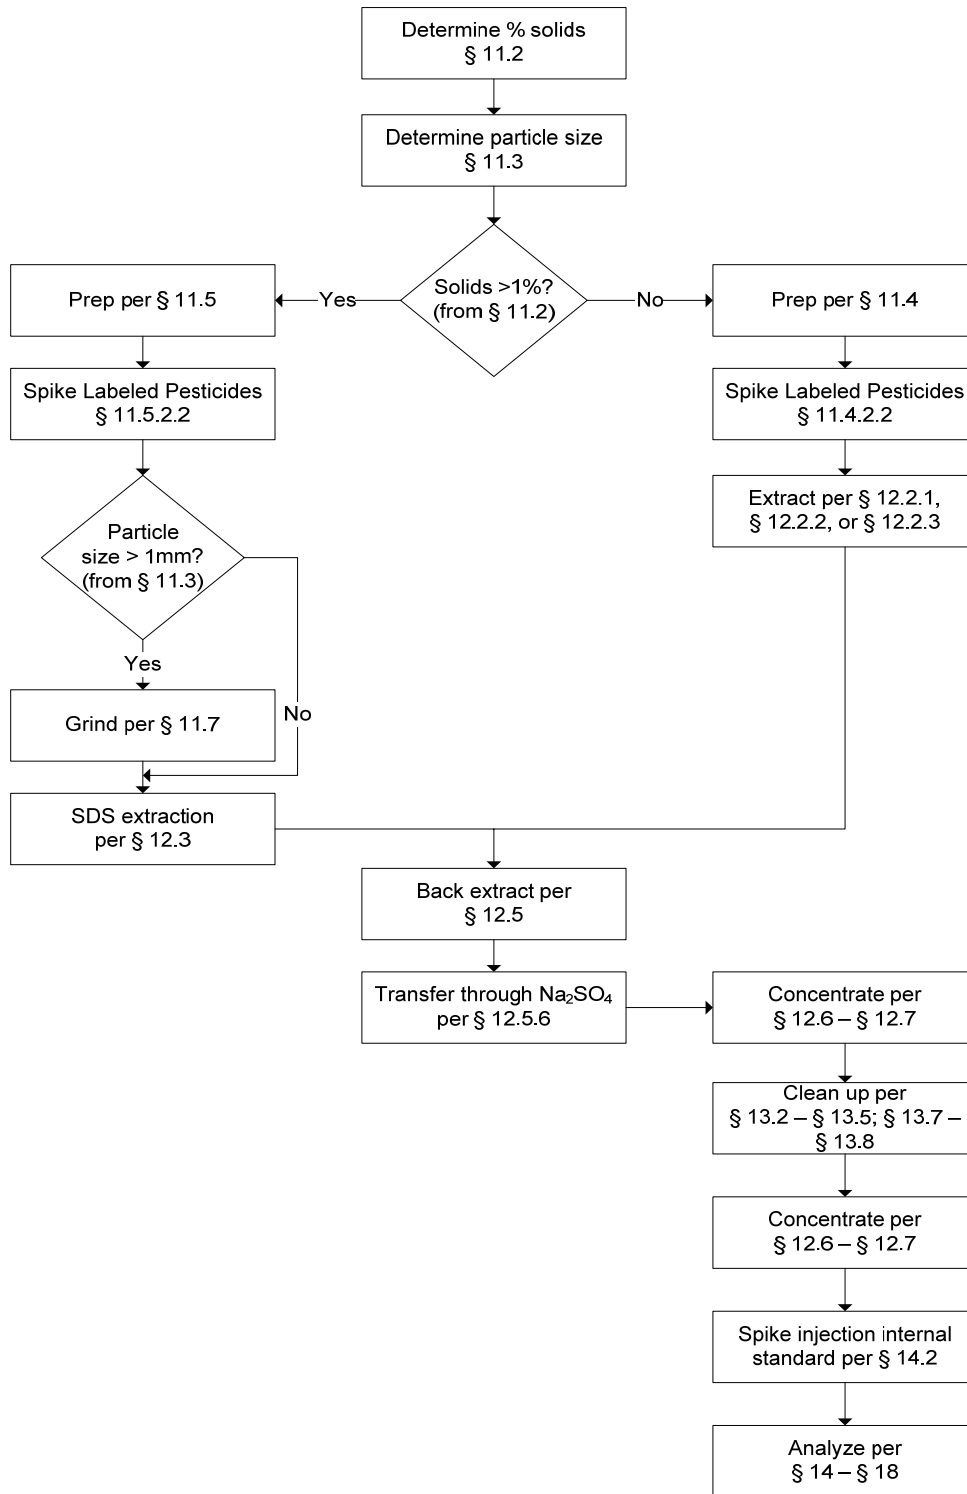 Determine % solids
§ 11.2
Determine particle size
§ 11.3
Solids >1%?
(from § 11.2)
Yes
No
Prep per § 11.5
Prep per § 11.4
Spike Labeled Pesticides
§ 11.5.2.2
Spike Labeled Pesticides
§ 11.4.2.2
Extract per § 12.2.1,
§ 12.2.2, or § 12.2.3
Particle
size > 1mm?
(from § 11.3)
Yes
No
Grind per § 11.7
SDS extraction
per § 12.3
Back extract per
§ 12.5
Transfer through Na₂SO₄
per § 12.5.6
Concentrate per
§ 12.6 – § 12.7
Clean up per
§ 13.2 – § 13.5; § 13.7 –
§ 13.8
Concentrate per
§ 12.6 – § 12.7
Spike injection internal
standard per § 14.2
Analyze per
§ 14 – § 18